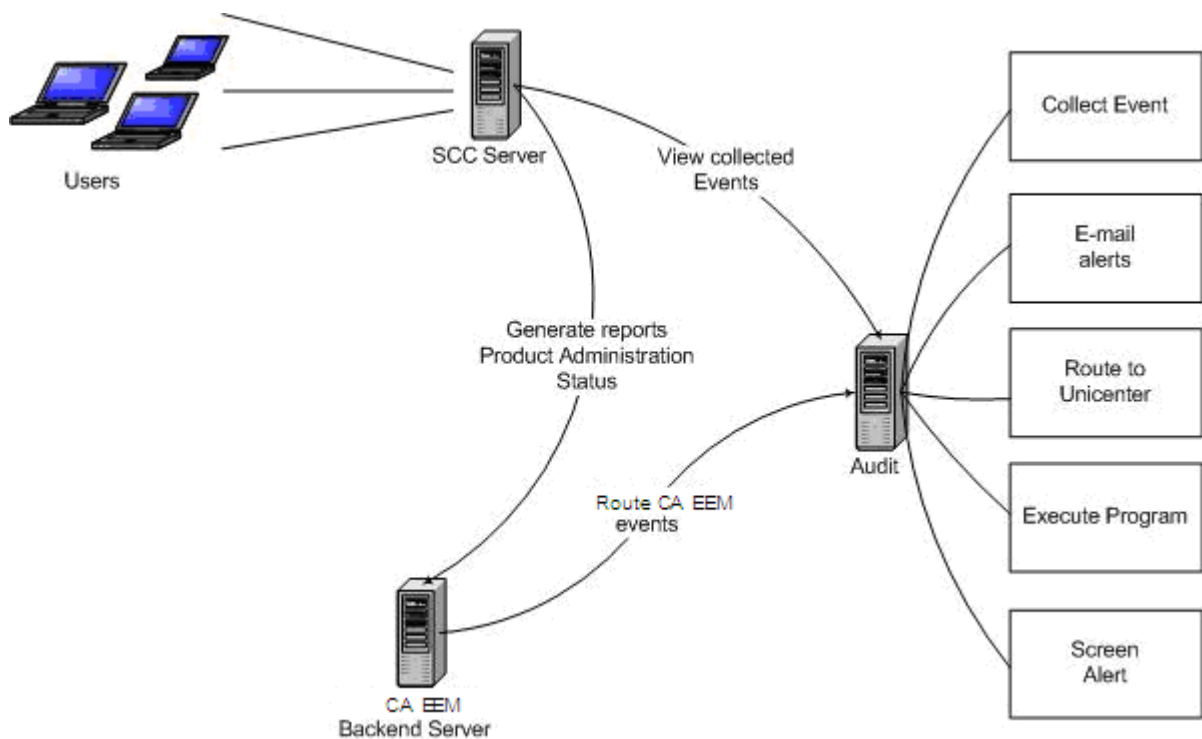 Users
SCC Server
View collected
Events
Generate reports
Product Administration
Status
Route CA EEM
events
CA EEM
Backend Server
Audit
Collect Event
E-mail
alerts
Route to
Unicenter
Execute Program
Screen
Alert